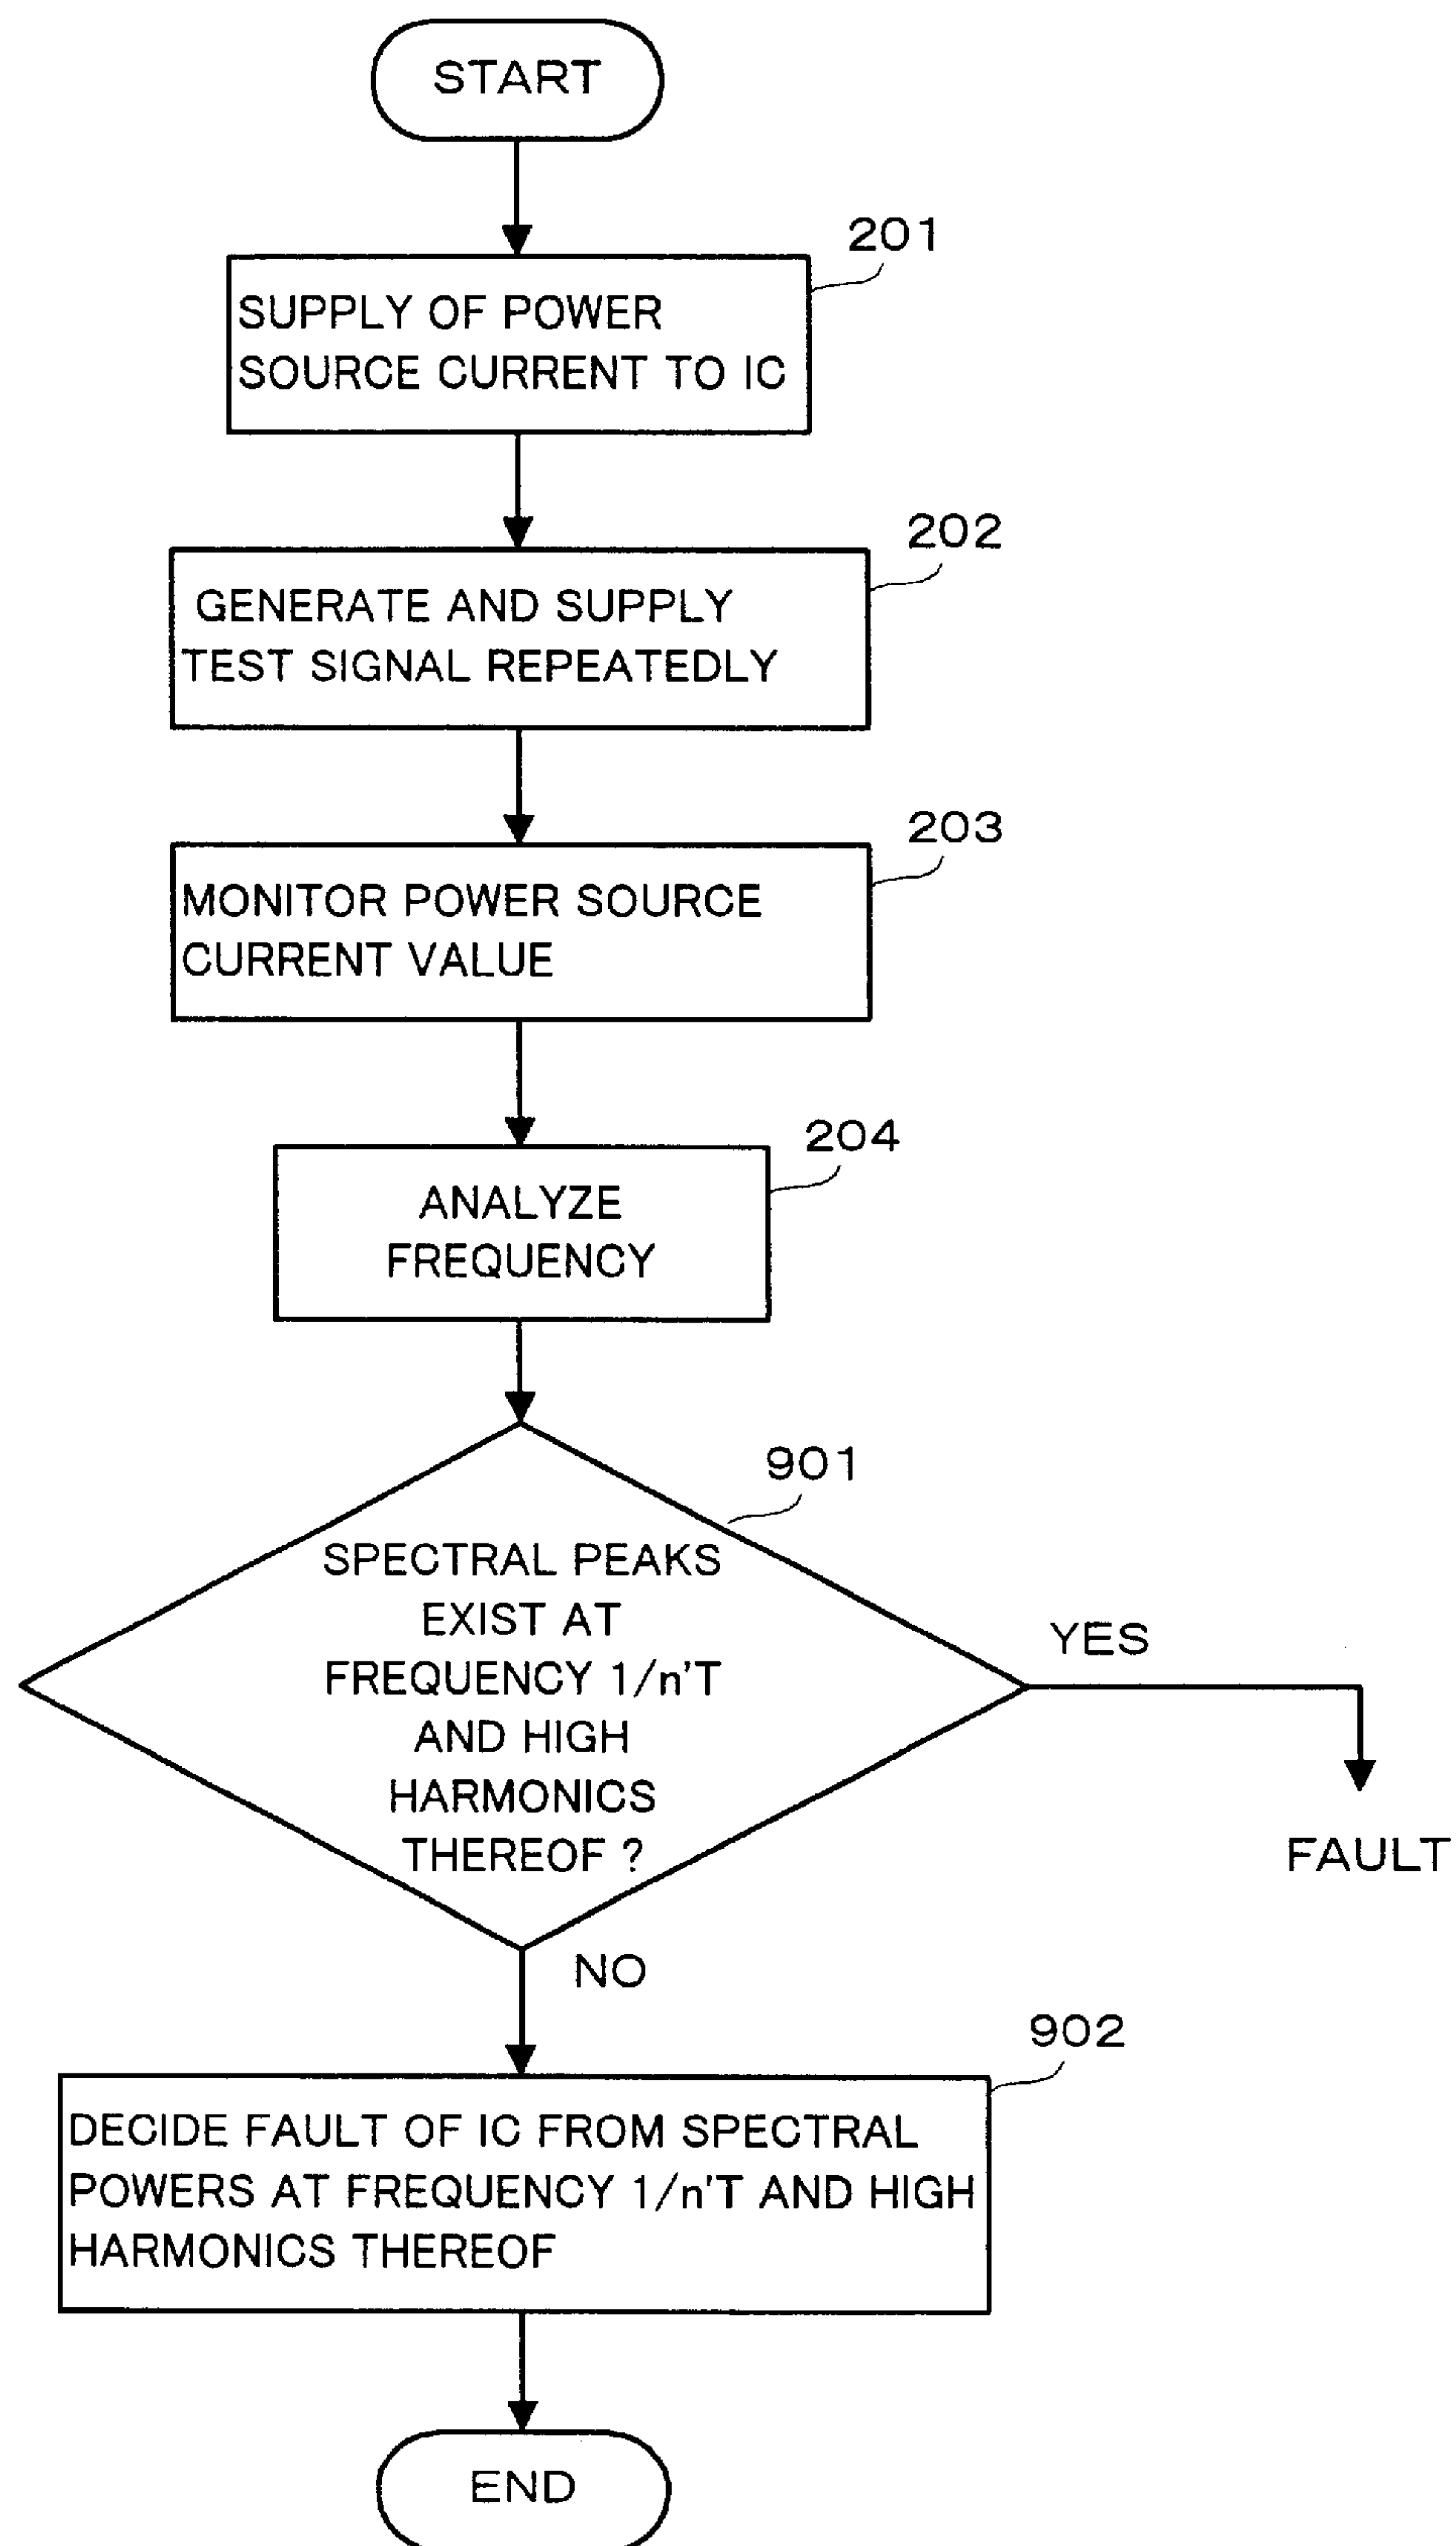 START
201
SUPPLY OF POWER
SOURCE CURRENT TO IC
202
GENERATE AND SUPPLY
TEST SIGNAL REPEATEDLY
203
MONITOR POWER SOURCE
CURRENT VALUE
204
ANALYZE
FREQUENCY
901
SPECTRAL PEAKS
EXIST AT
FREQUENCY 1/n'T
AND HIGH
HARMONICS
THEREOF ?
YES
FAULT
NO
902
DECIDE FAULT OF IC FROM SPECTRAL
POWERS AT FREQUENCY 1/n'T AND HIGH
HARMONICS THEREOF
END